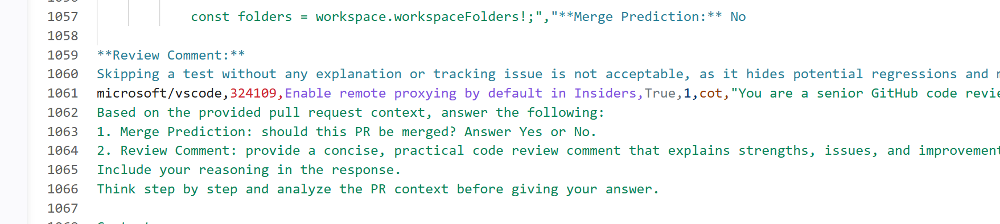 1057 const folders = workspace.workspaceFolders!;","**Merge Prediction:** No
1058
1059 **Review Comment:**
1060 Skipping a test without any explanation or tracking issue is not acceptable, as it hides potential regressions and
1061 microsoft/vscode,324109,Enable remote proxying by default in Insiders,True,1,cot,"You are a senior GitHub code revie
1062 Based on the provided pull request context, answer the following:
1063 1. Merge Prediction: should this PR be merged? Answer Yes or No.
1064 2. Review Comment: provide a concise, practical code review comment that explains strengths, issues, and improvement
1065 Include your reasoning in the response.
1066 Think step by step and analyze the PR context before giving your answer.
1067